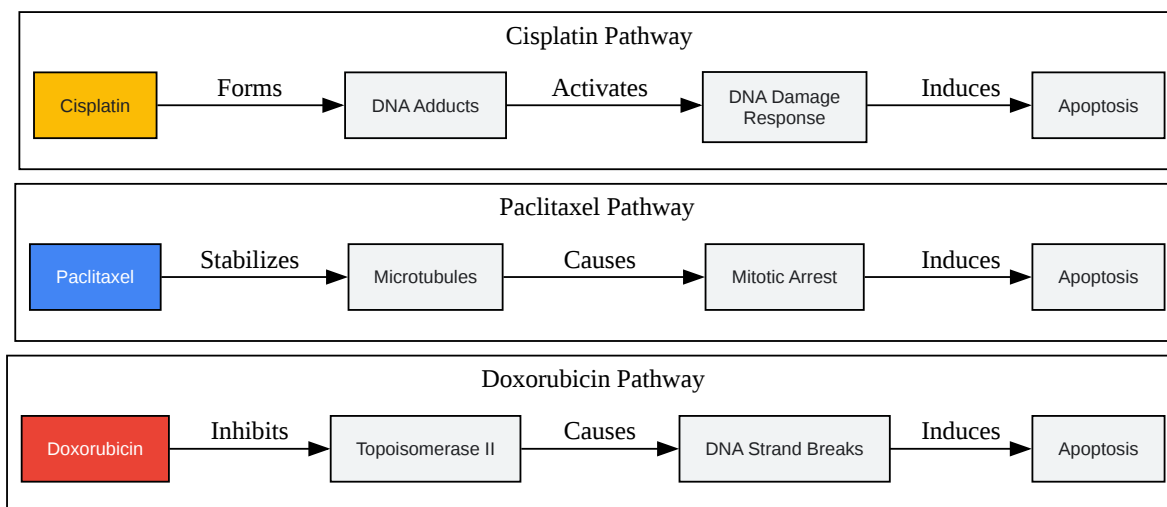 Cisplatin Pathway
Forms
Activates
Induces
Cisplatin
DNA Adducts
DNA Damage
Response
Apoptosis
Paclitaxel Pathway
Stabilizes
Causes
Induces
Paclitaxel
Microtubules
Mitotic Arrest
Apoptosis
Doxorubicin Pathway
Inhibits
Causes
Induces
Doxorubicin
Topoisomerase II
DNA Strand Breaks
Apoptosis